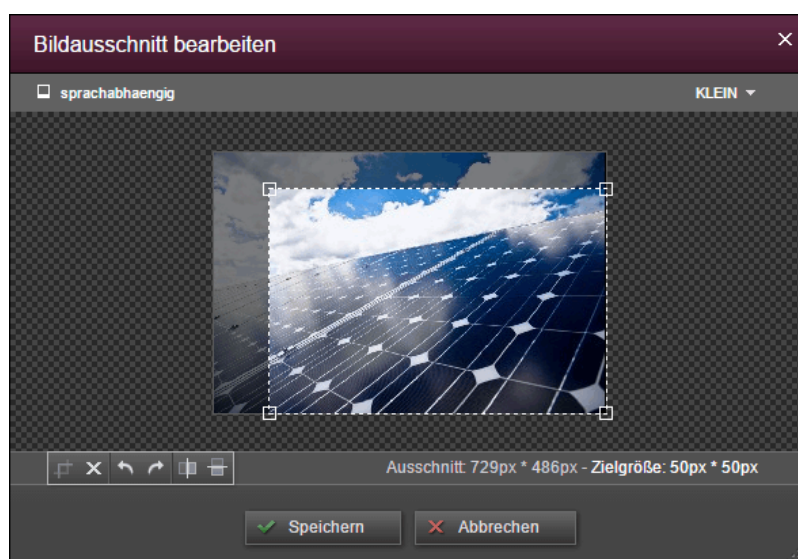 Bildausschnitt bearbeiten
sprachabhaengig KLEIN
Ausschnitt: 729px * 486px - Zielgröße: 50px * 50px
Speichern Abbrechen